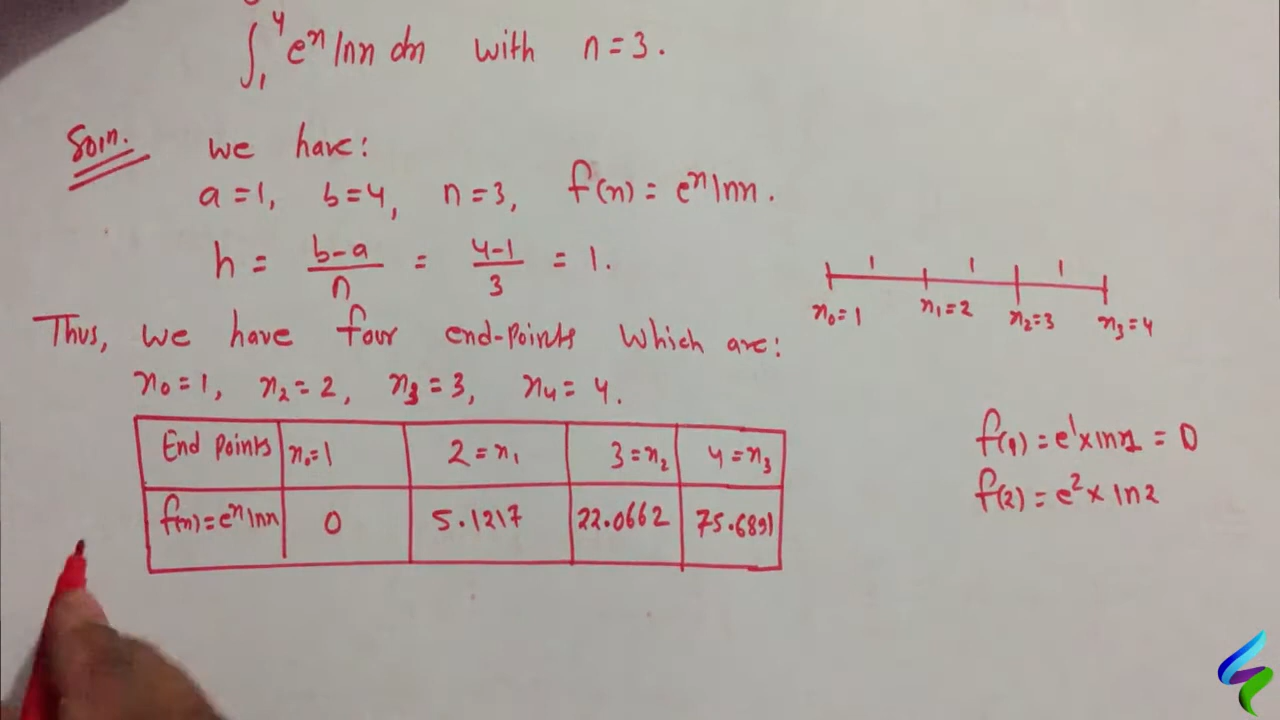 ∫₁⁴ eˣ lnx dx with n = 3.
Soln. We have:
a = 1, b = 4, n = 3, f(x) = eˣ lnx.
h = (b-a)/n = (4-1)/3 = 1.
1 1 1
x₀=1 x₁=2 x₂=3 x₃=4
Thus, we have four end-points which are:
x₀ = 1, x₂ = 2, x₃ = 3, x₄ = 4.
End Points x₀=1 2 = x₁ 3 = x₂ 4 = x₃
f(x) = eˣ lnx 0 5.1217 22.0662 75.6891
f(1) = e¹ x ln1 = 0
f(2) = e² x ln2